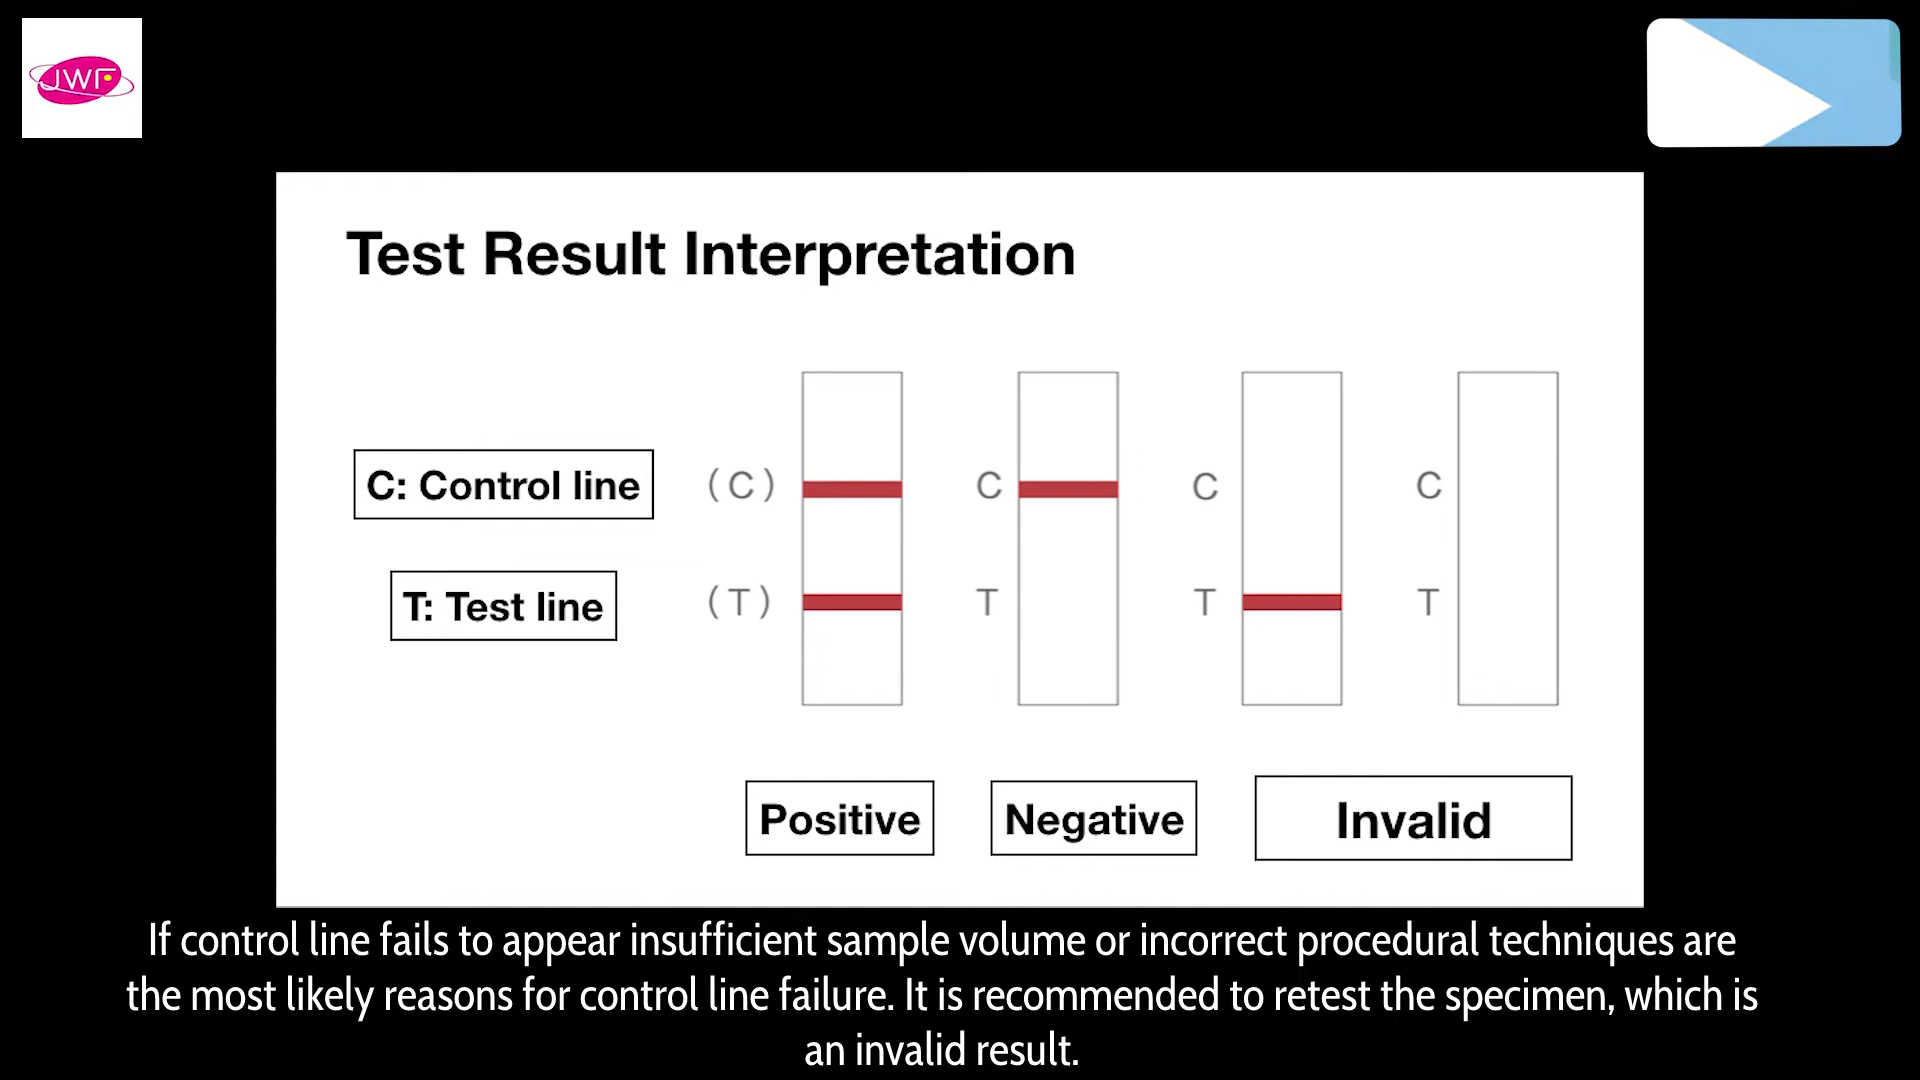 JWF
Test Result Interpretation
C: Control line
(C)
C
C
C
T: Test line
(T)
T
T
T
Positive
Negative
Invalid
If control line fails to appear insufficient sample volume or incorrect procedural techniques are
the most likely reasons for control line failure. It is recommended to retest the specimen, which is
an invalid result.